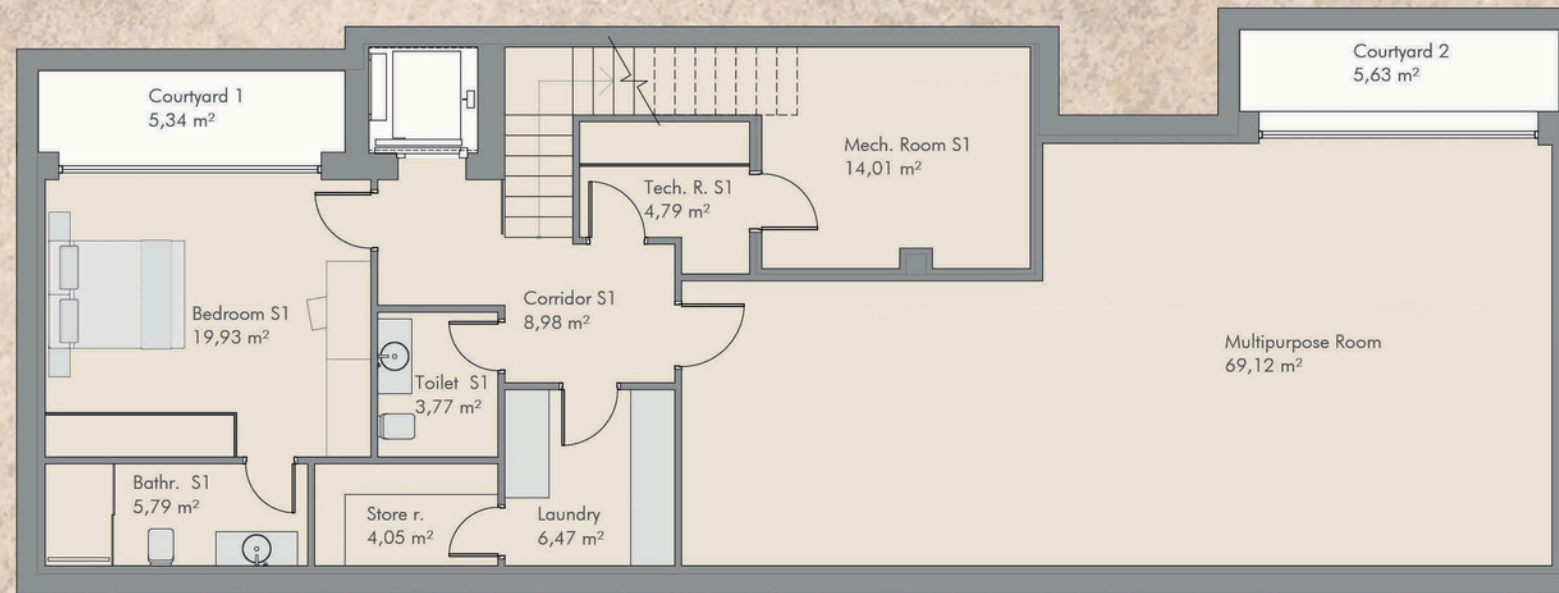 Courtyard 1
5,34 m²
Courtyard 2
5,63 m²
Mech. Room S1
14,01 m²
Tech. R. S1
4,79 m²
Bedroom S1
19,93 m²
Corridor S1
8,98 m²
Multipurpose Room
69,12 m²
Toilet S1
3,77 m²
Bathr. S1
5,79 m²
Store r.
4,05 m²
Laundry
6,47 m²